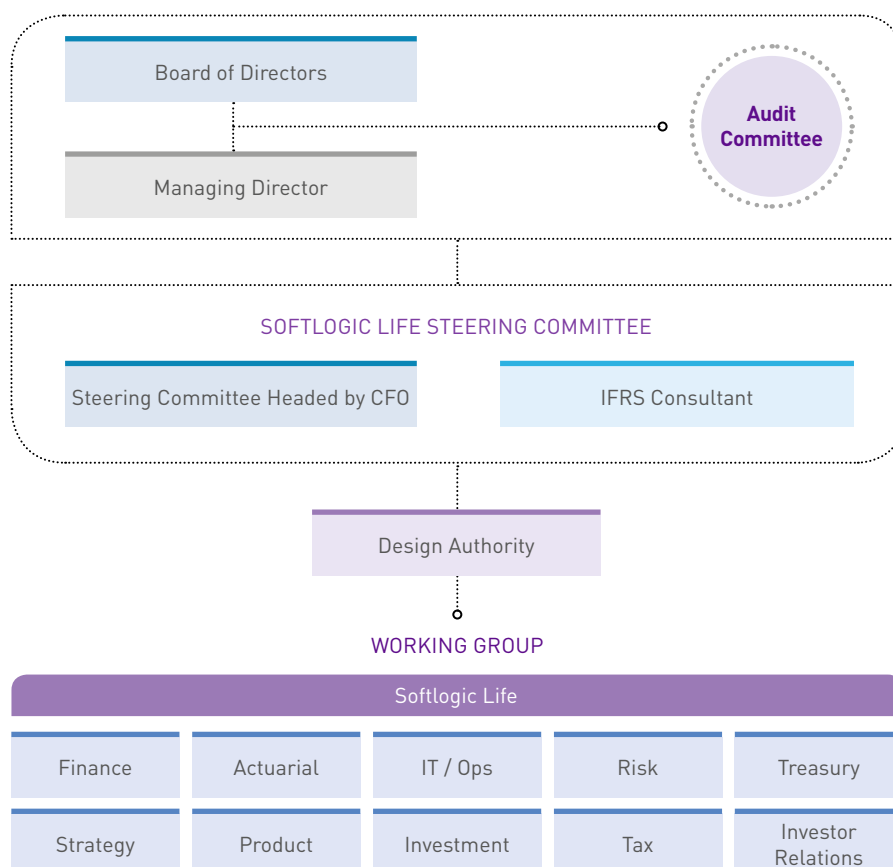 Board of Directors
Audit
Committee
Managing Director
SOFTLOGIC LIFE STEERING COMMITTEE
Steering Committee Headed by CFO
IFRS Consultant
Design Authority
WORKING GROUP
Softlogic Life
Finance
Actuarial
IT / Ops
Risk
Treasury
Strategy
Product
Investment
Tax
Investor
Relations